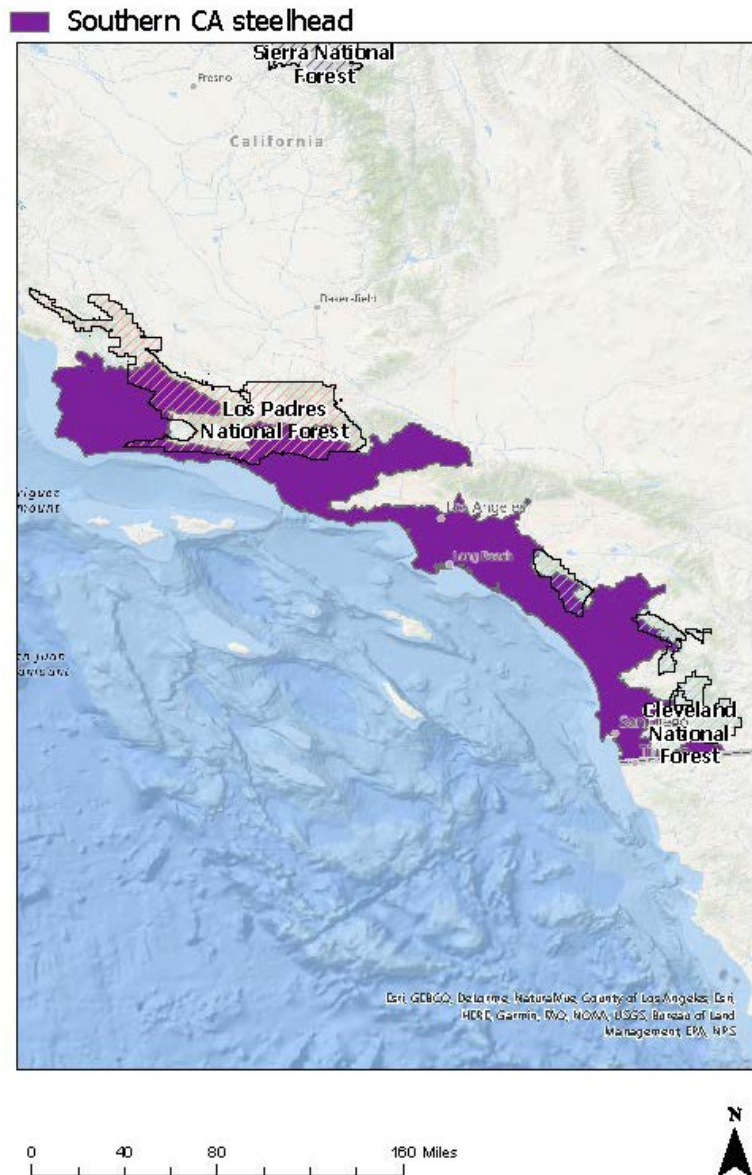 Southern CA steelhead
Sierra National
Forest
Fresno
California
Bakersfield
Los Padres
National Forest
Los Angeles
Long Beach
Cleveland
National
Forest
San Diego
Esri, GEBCO, DeLorme, NaturalVue, County of Los Angeles, Esri,
HERE, Garmin, FAO, NOAA, USGS, Bureau of Land
Management, EPA, NPS
N
0 40 80 160 Miles